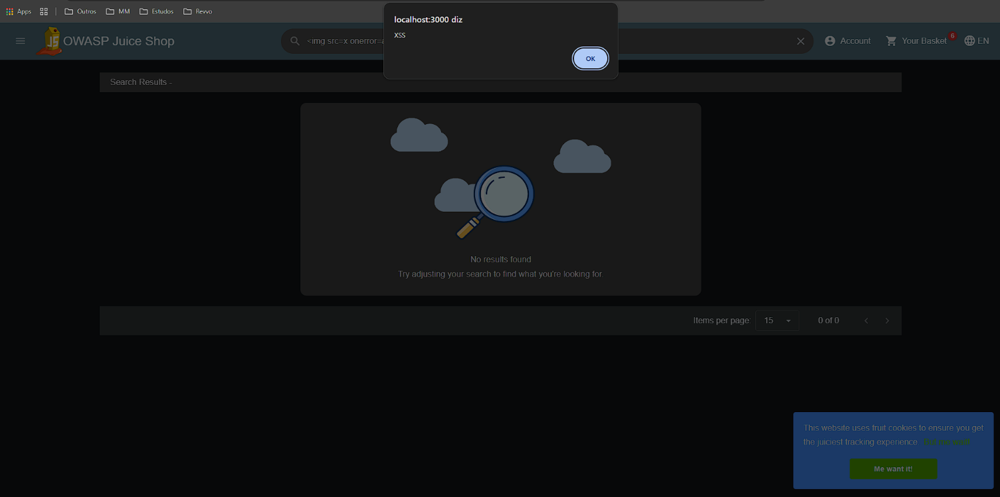 Apps Outros MM Estudos Revvo
localhost:3000 diz
XSS
OK
JS OWASP Juice Shop
<img src=x onerror=a
Account Your Basket 6 EN
Search Results -
No results found
Try adjusting your search to find what you're looking for.
Items per page: 15 0 of 0
This website uses fruit cookies to ensure you get
the juiciest tracking experience. But me wait!
Me want it!